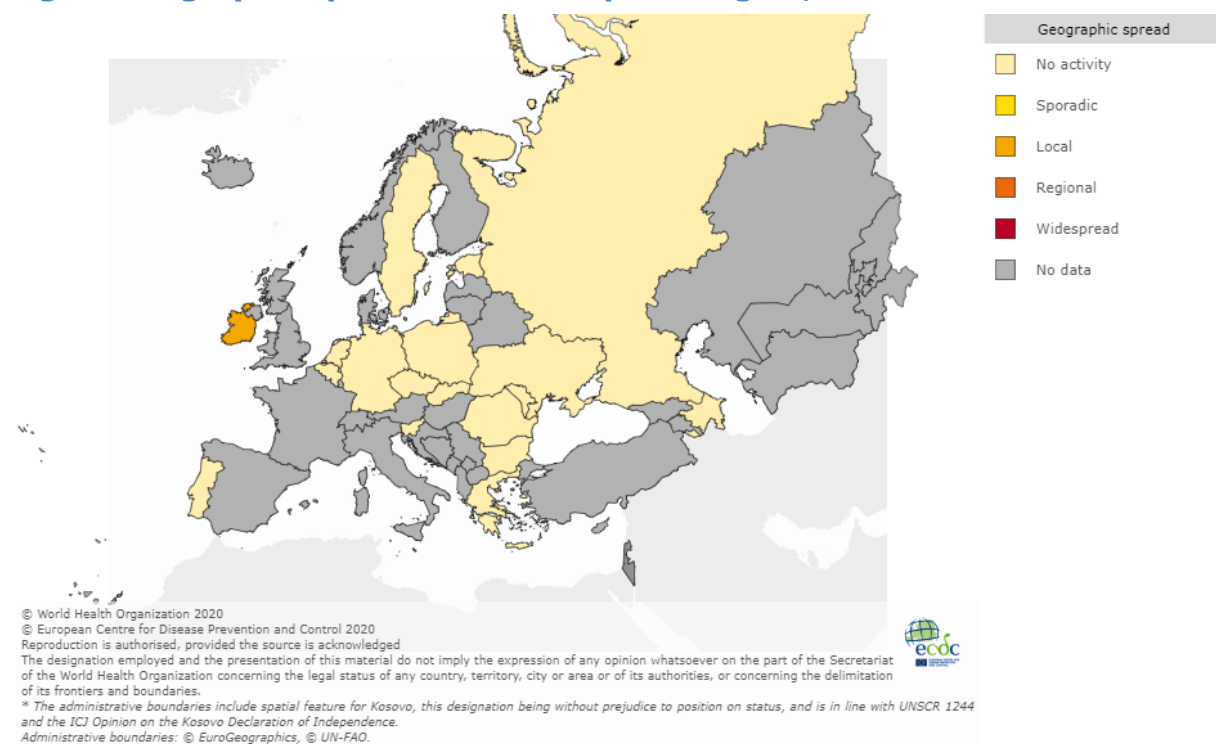 Geographic spread
No activity
Sporadic
Local
Regional
Widespread
No data
© World Health Organization 2020
© European Centre for Disease Prevention and Control 2020
Reproduction is authorised, provided the source is acknowledged
The designation employed and the presentation of this material do not imply the expression of any opinion whatsoever on the part of the Secretariat
of the World Health Organization concerning the legal status of any country, territory, city or area or of its authorities, or concerning the delimitation
of its frontiers and boundaries.
* The administrative boundaries include spatial feature for Kosovo, this designation being without prejudice to position on status, and is in line with UNSCR 1244
and the ICJ Opinion on the Kosovo Declaration of Independence.
Administrative boundaries: © EuroGeographics, © UN-FAO.
ecdc